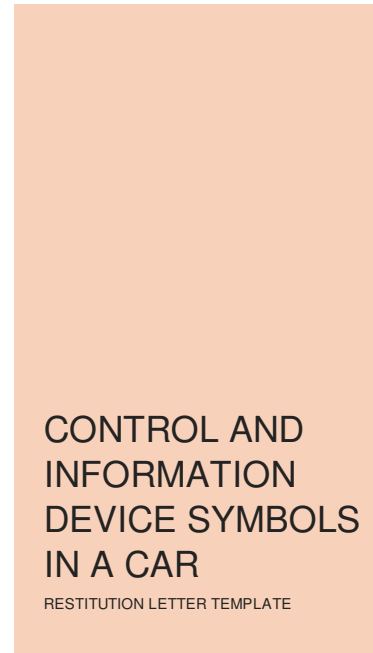 CONTROL AND
INFORMATION
DEVICE SYMBOLS
IN A CAR
RESTITUTION LETTER TEMPLATE